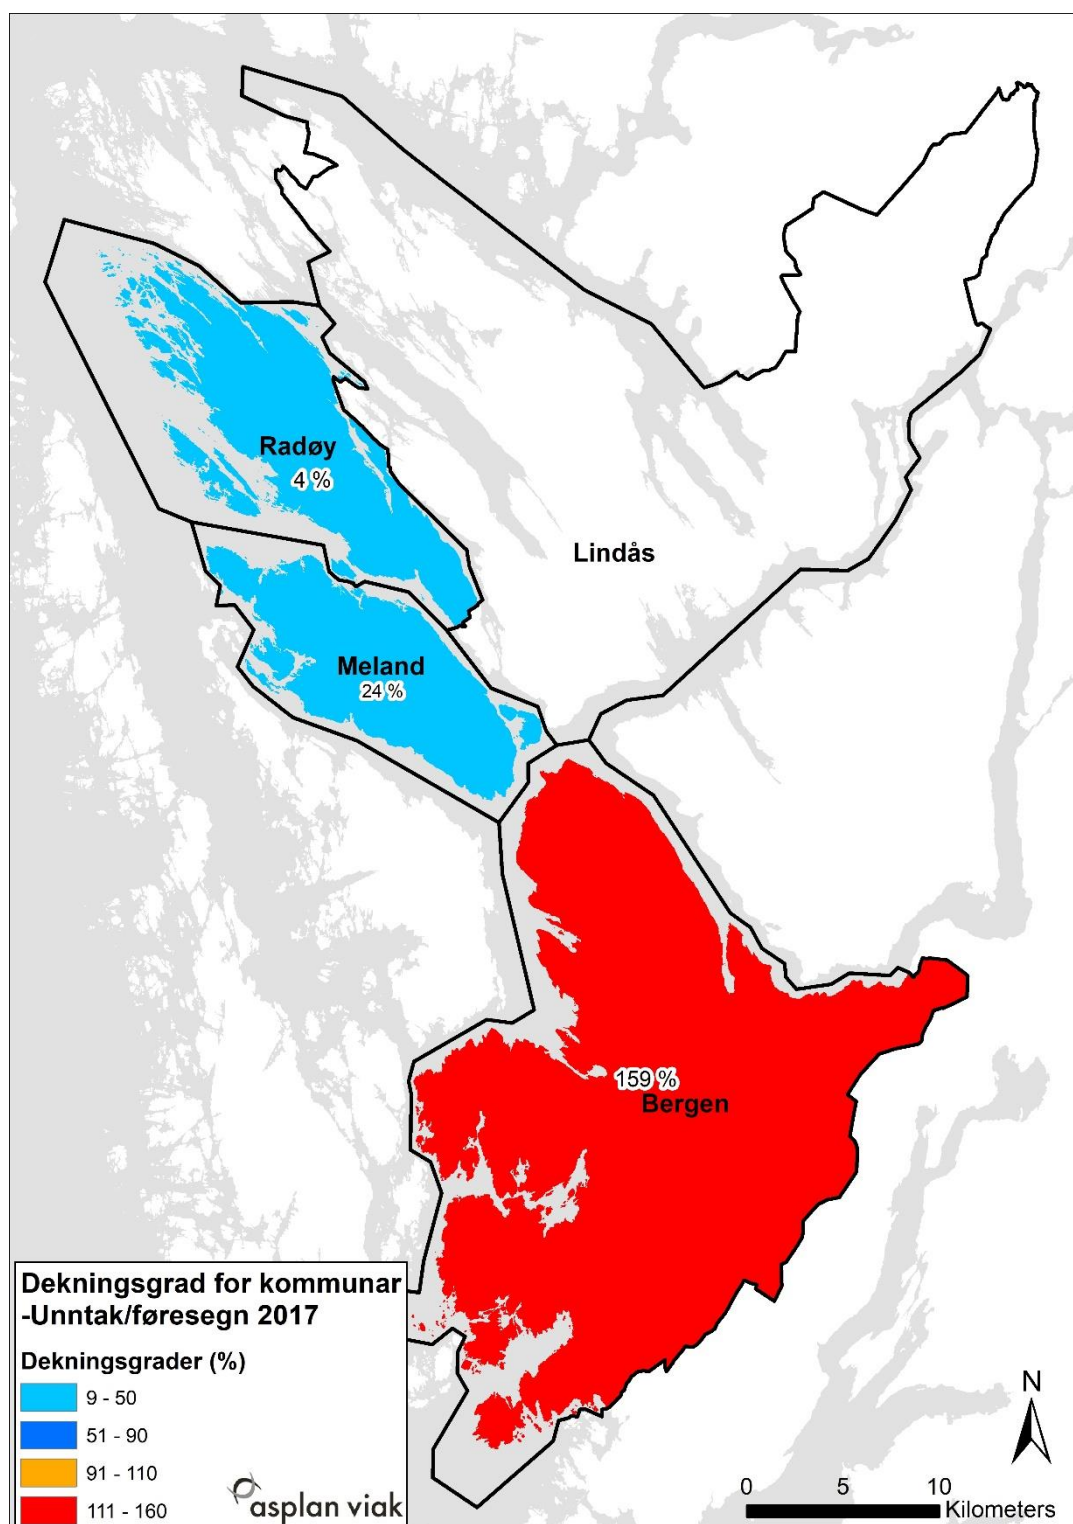 Radøy
4 %
Lindås
Meland
24 %
159 %
Bergen
Dekningsgrad for kommunar
-Unntak/føresegn 2017
Dekningsgrader (%)
9 - 50
51 - 90
91 - 110
111 - 160
asplan viak
N
0 5 10
Kilometers